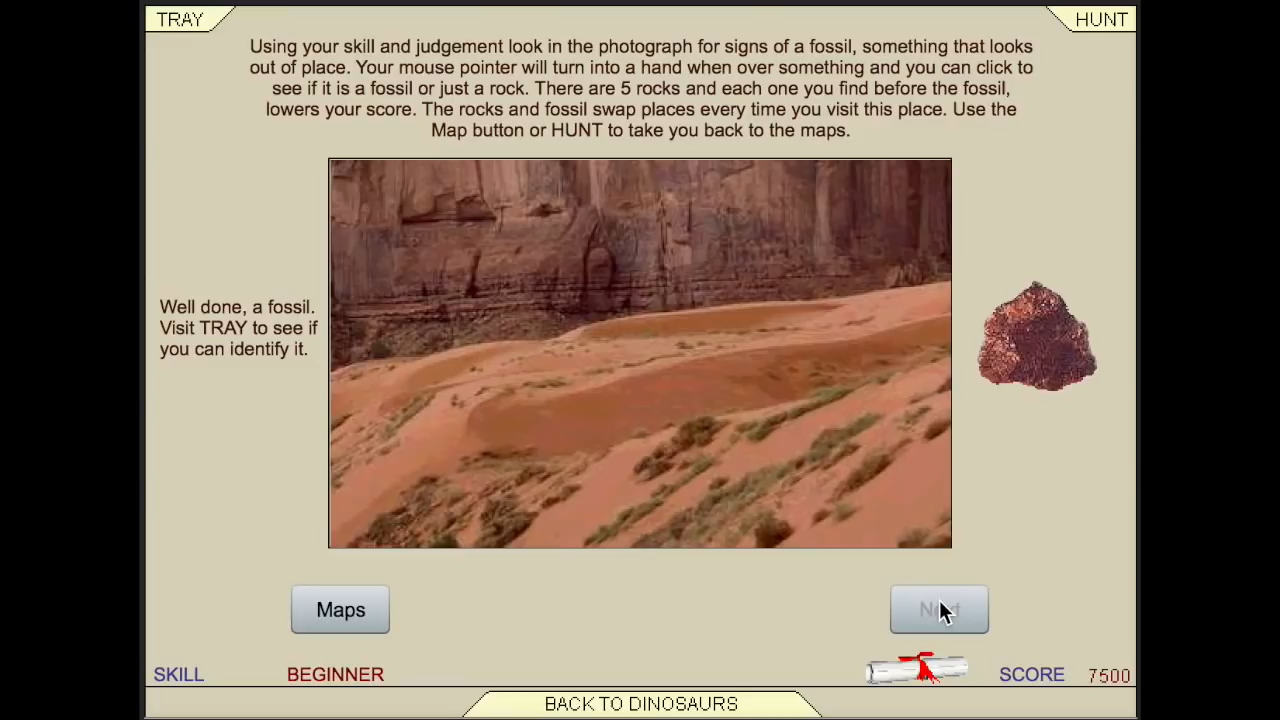 TRAY
HUNT
Using your skill and judgement look in the photograph for signs of a fossil, something that looks
out of place. Your mouse pointer will turn into a hand when over something and you can click to
see if it is a fossil or just a rock. There are 5 rocks and each one you find before the fossil,
lowers your score. The rocks and fossil swap places every time you visit this place. Use the
Map button or HUNT to take you back to the maps.
Well done, a fossil.
Visit TRAY to see if
you can identify it.
Maps
SKILL
BEGINNER
SCORE
7500
BACK TO DINOSAURS